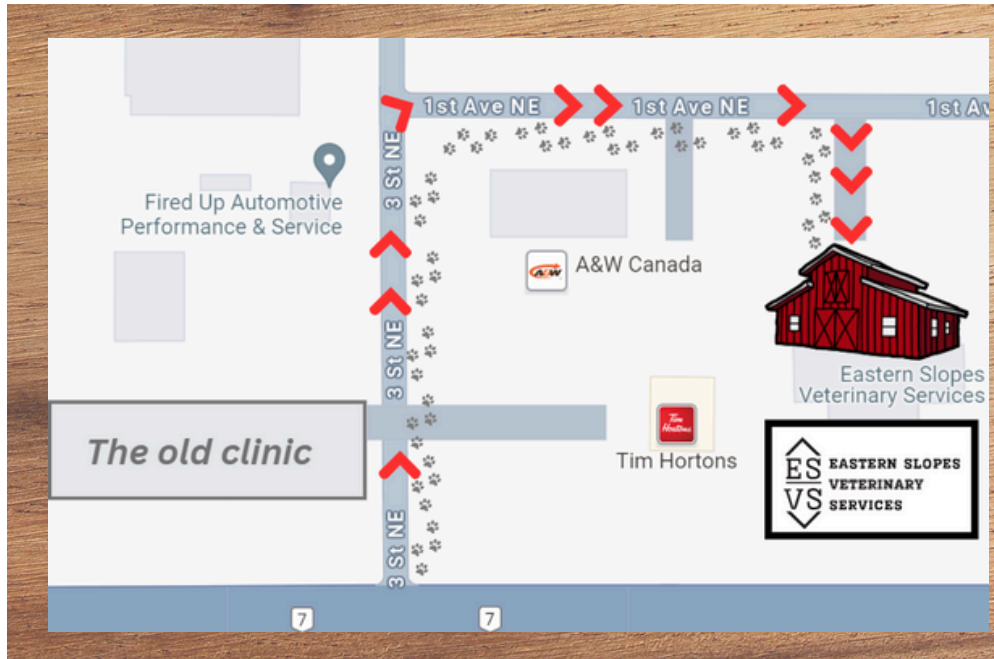 1st Ave NE
1st Ave NE
1st Av
3 St NE
Fired Up Automotive
Performance & Service
A&W
A&W Canada
3 St NE
Eastern Slopes
Veterinary Services
The old clinic
Tim
Hortons
Tim Hortons
ES
VS
EASTERN SLOPES
VETERINARY
SERVICES
3 St NE
7
7